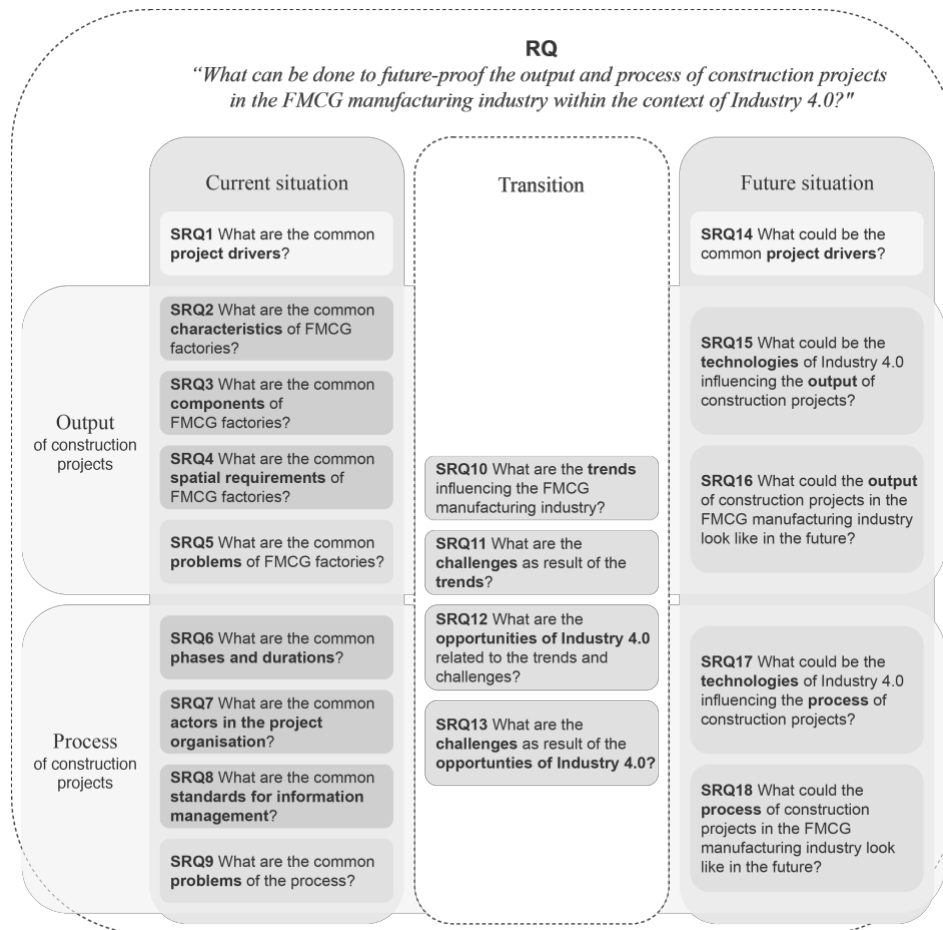 RQ
“What can be done to future-proof the output and process of construction projects
in the FMCG manufacturing industry within the context of Industry 4.0?"
Current situation
SRQ1 What are the common
project drivers?
Output
of construction
projects
SRQ2 What are the common
characteristics of FMCG
factories?
SRQ3 What are the common
components of
FMCG factories?
SRQ4 What are the common
spatial requirements of
FMCG factories?
SRQ5 What are the common
problems of FMCG factories?
Process
of construction
projects
SRQ6 What are the common
phases and durations?
SRQ7 What are the common
actors in the project
organisation?
SRQ8 What are the common
standards for information
management?
SRQ9 What are the common
problems of the process?
Transition
SRQ10 What are the trends
influencing the FMCG
manufacturing industry?
SRQ11 What are the
challenges as result of the
trends?
SRQ12 What are the
opportunities of Industry 4.0
related to the trends and
challenges?
SRQ13 What are the
challenges as result of the
opportunties of Industry 4.0?
Future situation
SRQ14 What could be the
common project drivers?
SRQ15 What could be the
technologies of Industry 4.0
influencing the output of
construction projects?
SRQ16 What could the output
of construction projects in the
FMCG manufacturing industry
look like in the future?
SRQ17 What could be the
technologies of Industry 4.0
influencing the process of
construction projects?
SRQ18 What could the
process of construction
projects in the FMCG
manufacturing industry look
like in the future?